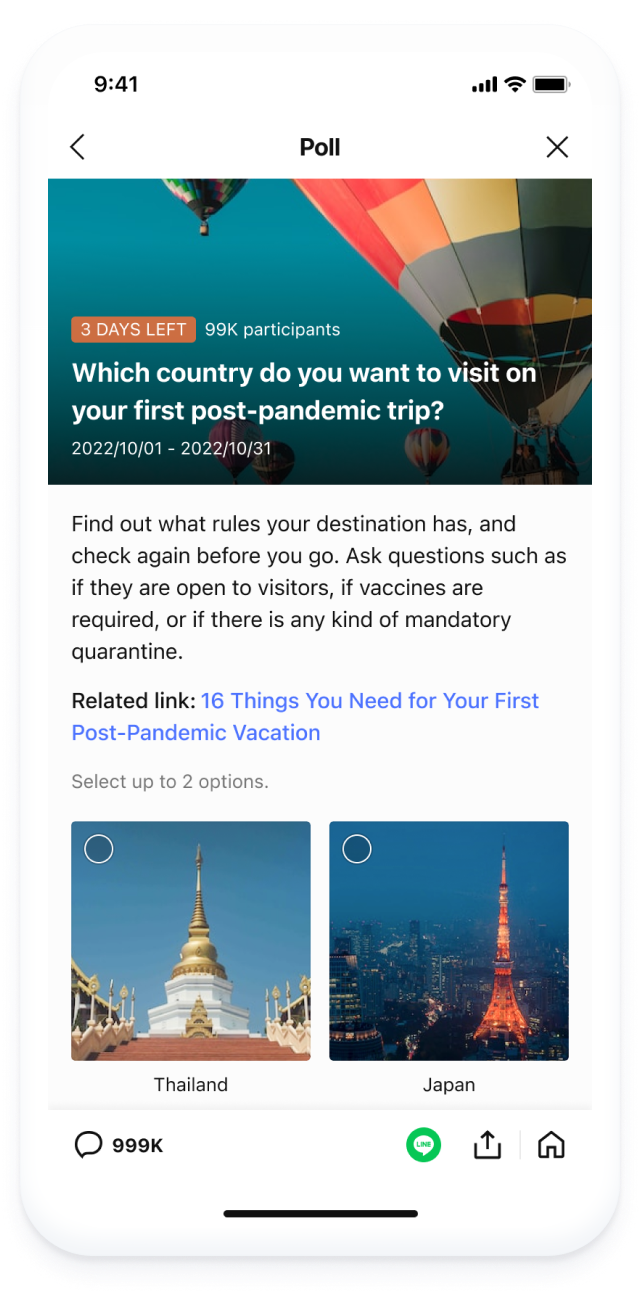 9:41
Poll
3 DAYS LEFT 99K participants
Which country do you want to visit on
your first post-pandemic trip?
2022/10/01 - 2022/10/31
Find out what rules your destination has, and
check again before you go. Ask questions such as
if they are open to visitors, if vaccines are
required, or if there is any kind of mandatory
quarantine.
Related link: 16 Things You Need for Your First
Post-Pandemic Vacation
Select up to 2 options.
Thailand Japan
999K LINE